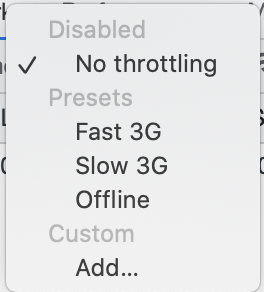 Disabled
✓ No throttling
Presets
Fast 3G
Slow 3G
Offline
Custom
Add...